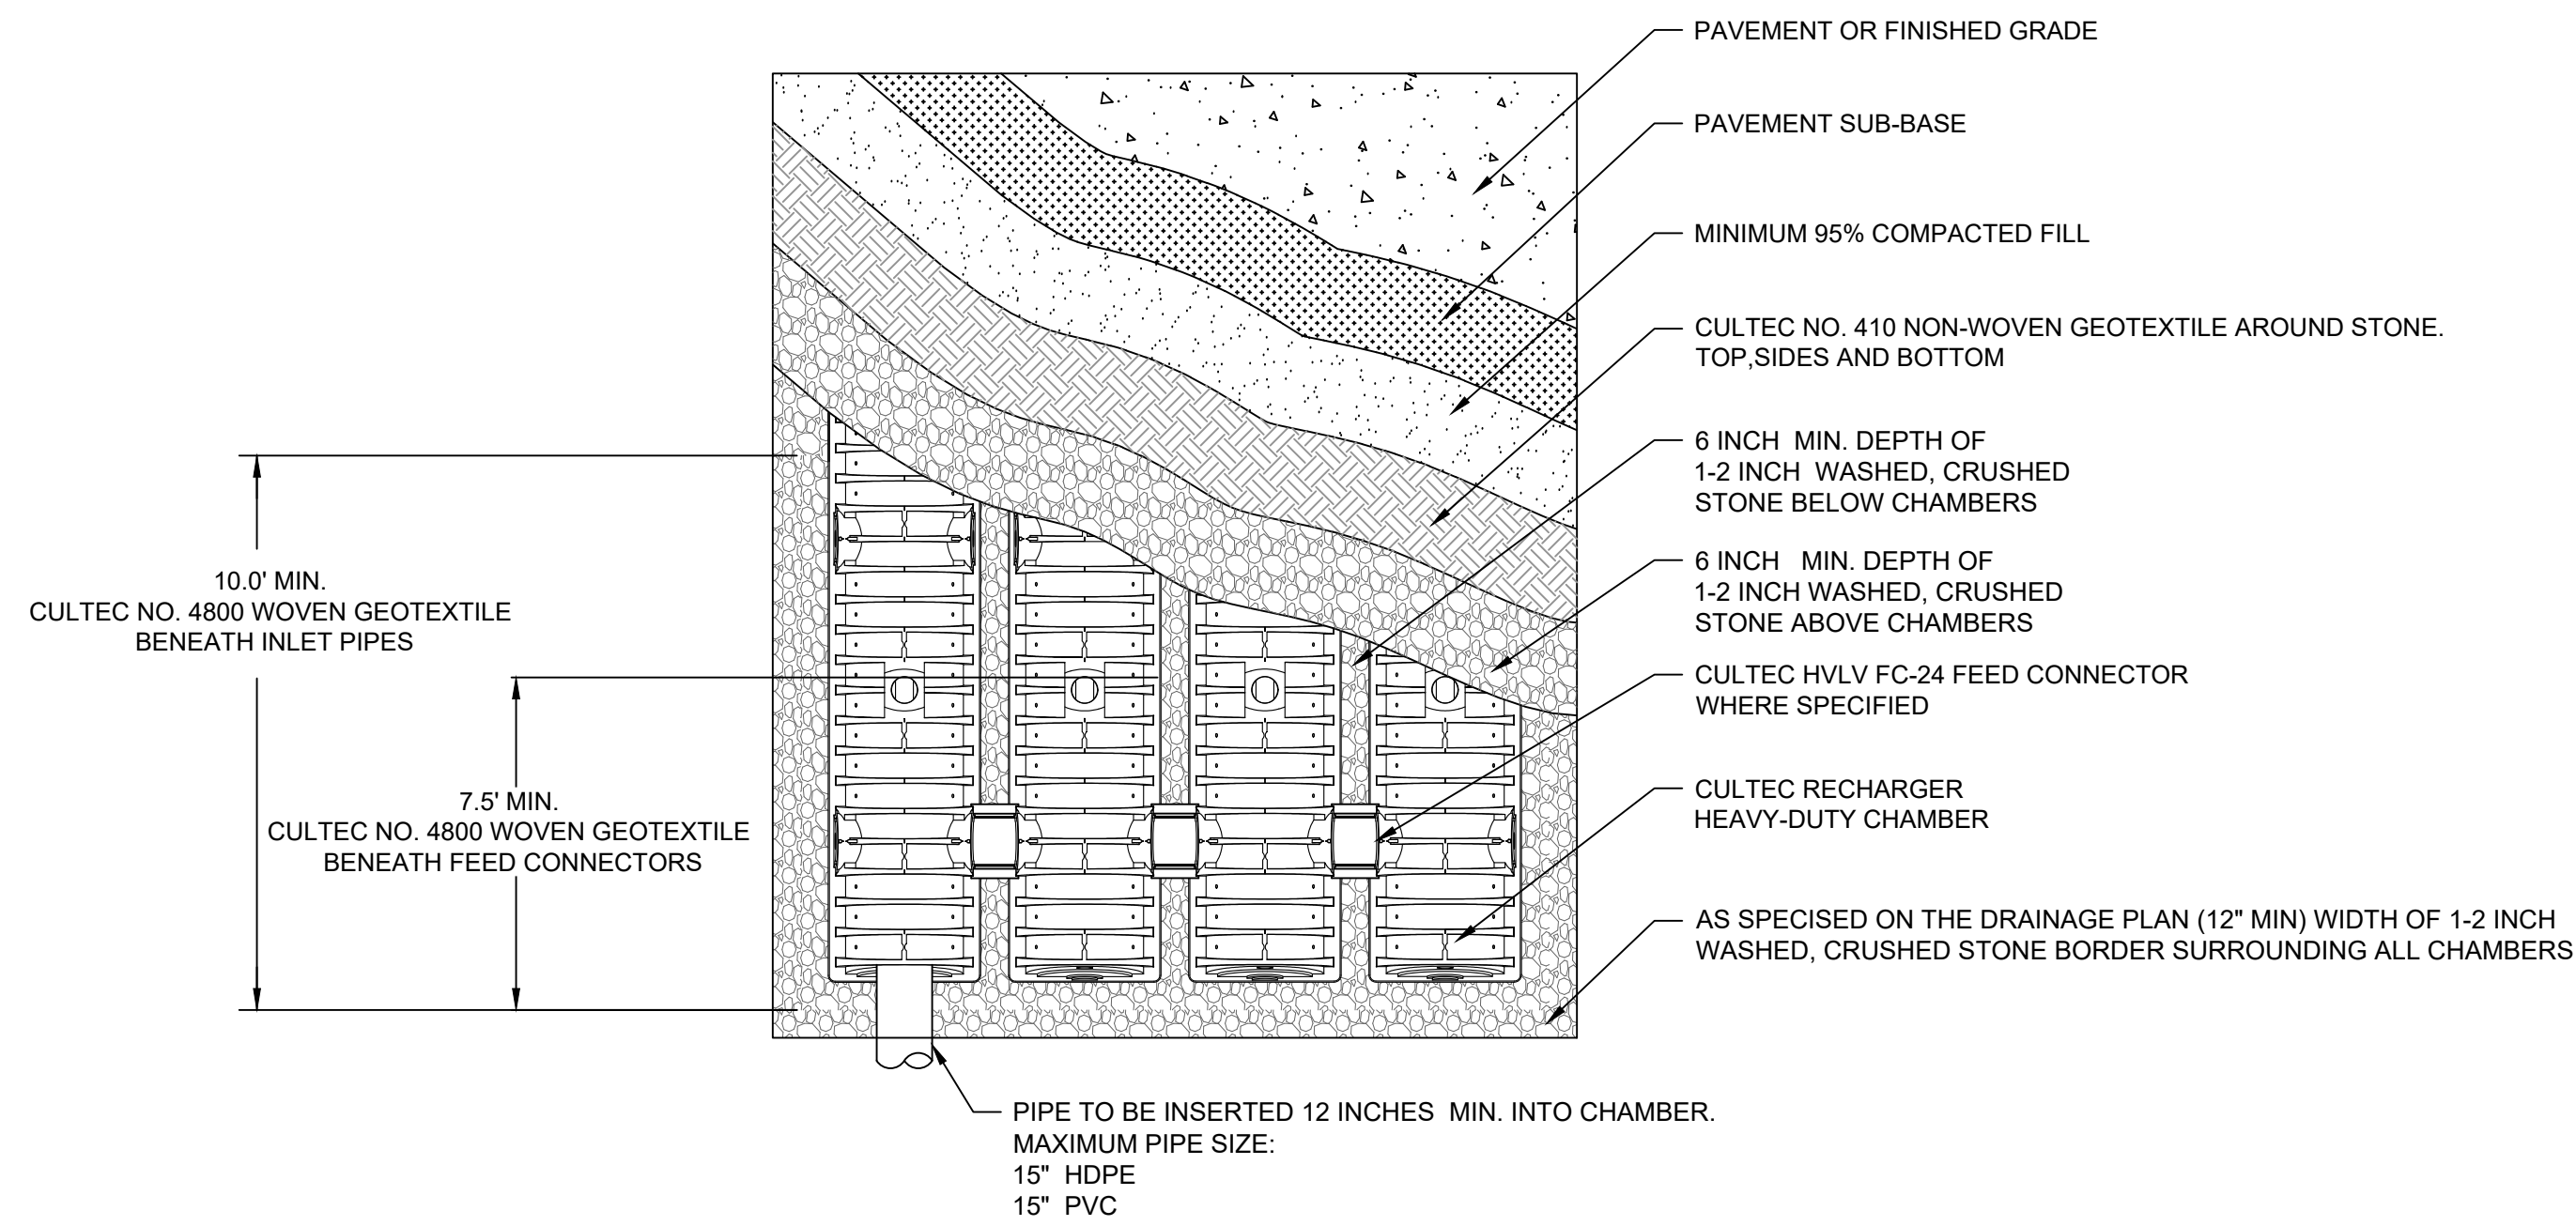 PAVEMENT OR FINISHED GRADE
PAVEMENT SUB-BASE
MINIMUM 95% COMPACTED FILL
CULTEC NO. 410 NON-WOVEN GEOTEXTILE AROUND STONE.
TOP,SIDES AND BOTTOM
6 INCH MIN. DEPTH OF
1-2 INCH WASHED, CRUSHED
STONE BELOW CHAMBERS
6 INCH MIN. DEPTH OF
1-2 INCH WASHED, CRUSHED
STONE ABOVE CHAMBERS
CULTEC HVLV FC-24 FEED CONNECTOR
WHERE SPECIFIED
CULTEC RECHARGER
HEAVY-DUTY CHAMBER
AS SPECISED ON THE DRAINAGE PLAN (12" MIN) WIDTH OF 1-2 INCH
WASHED, CRUSHED STONE BORDER SURROUNDING ALL CHAMBERS
10.0' MIN.
CULTEC NO. 4800 WOVEN GEOTEXTILE
BENEATH INLET PIPES
7.5' MIN.
CULTEC NO. 4800 WOVEN GEOTEXTILE
BENEATH FEED CONNECTORS
PIPE TO BE INSERTED 12 INCHES MIN. INTO CHAMBER.
MAXIMUM PIPE SIZE:
15" HDPE
15" PVC